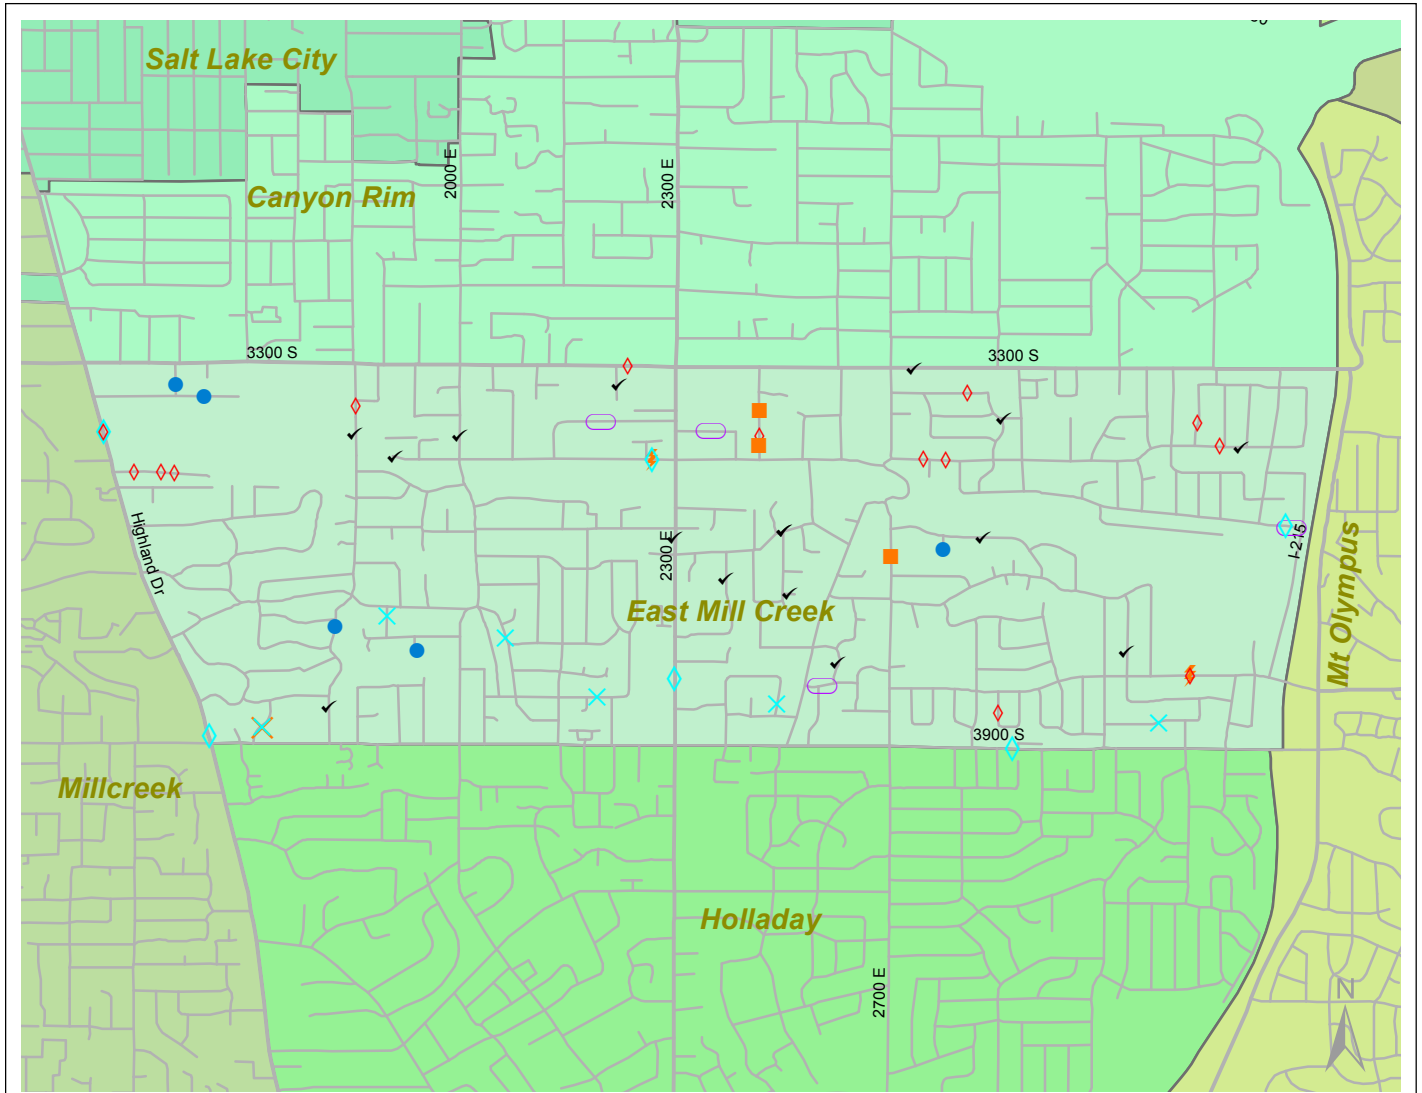 Salt Lake City
2000 E
2300 E
Canyon Rim
3300 S
3300 S
Highland Dr
2300 E
I-215
East Mill Creek
Mt Olympus
3900 S
Millcreek
Holladay
2700 E
N